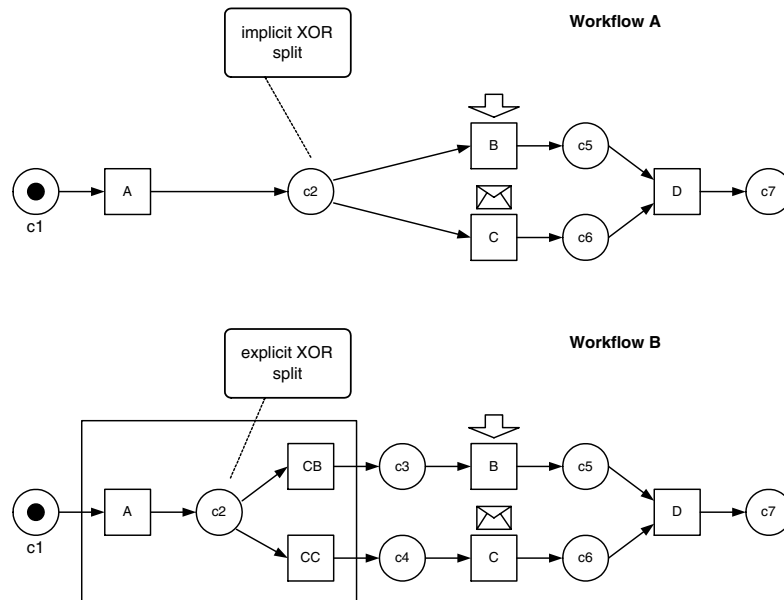 implicit XOR
split
Workflow A
A
c2
B
c5
C
c6
D
c7
c1
explicit XOR
split
Workflow B
A
c2
CB
c3
B
c5
CC
c4
C
c6
D
c7
c1